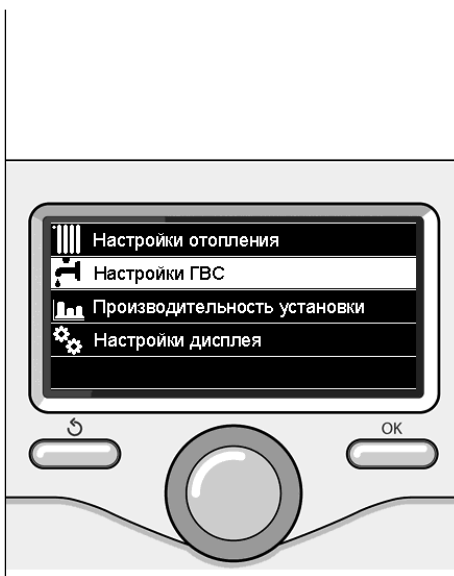 Настройки отопления
Настройки ГВС
Производительность установки
Настройки дисплея
OK